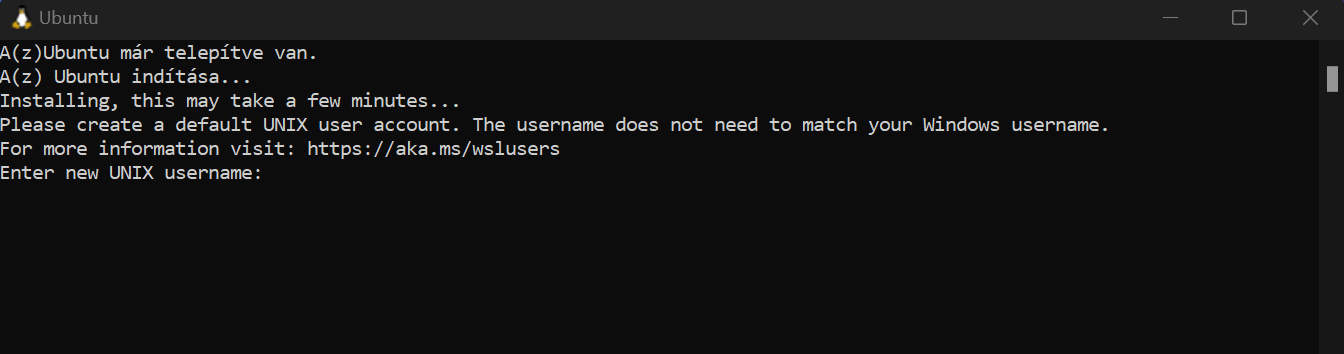 Ubuntu
A(z)Ubuntu már telepítve van.
A(z) Ubuntu indítása...
Installing, this may take a few minutes...
Please create a default UNIX user account. The username does not need to match your Windows username.
For more information visit: https://aka.ms/wslusers
Enter new UNIX username: